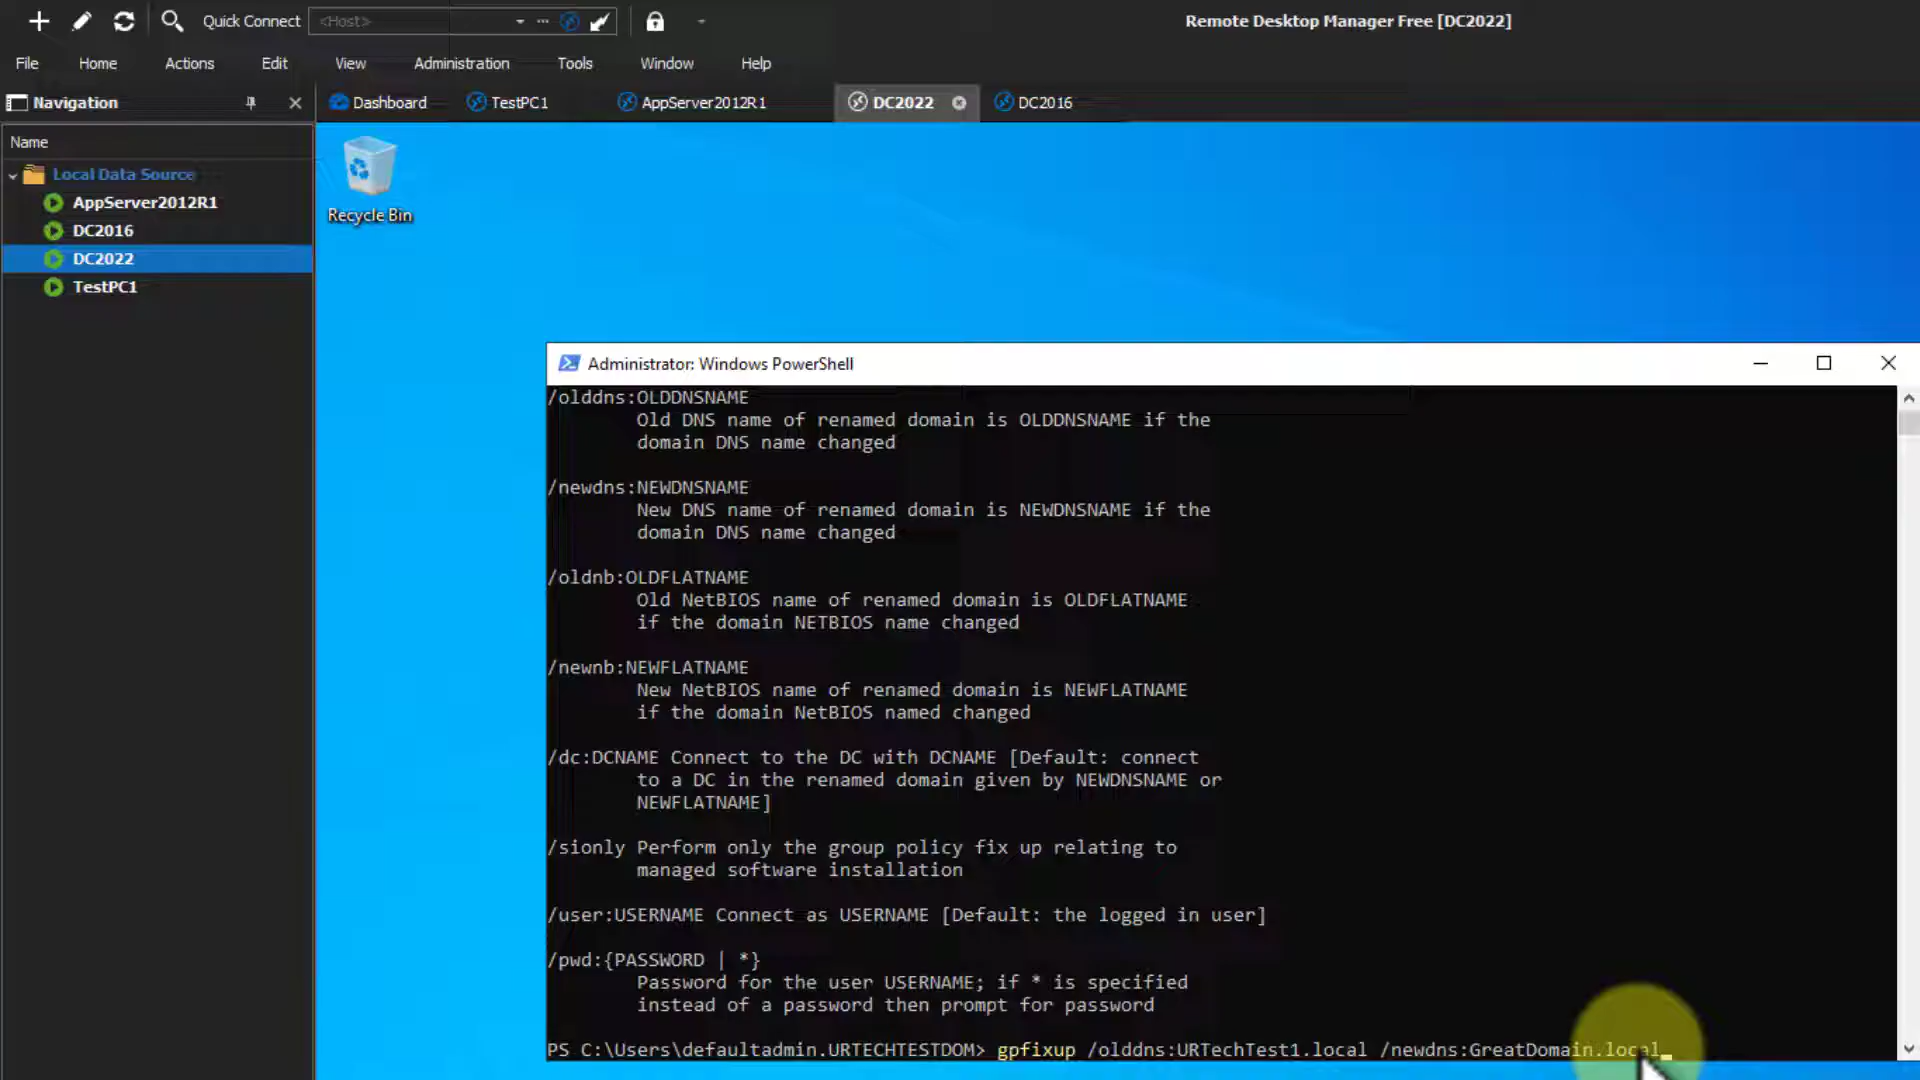 Quick Connect <Host> Remote Desktop Manager Free [DC2022]
File Home Actions Edit View Administration Tools Window Help
Navigation Dashboard TestPC1 AppServer2012R1 DC2022 DC2016
Name
Local Data Source
AppServer2012R1
DC2016
DC2022
TestPC1
Recycle Bin
Administrator: Windows PowerShell
/olddns:OLDDNSNAME
Old DNS name of renamed domain is OLDDNSNAME if the
domain DNS name changed
/newdns:NEWDNSNAME
New DNS name of renamed domain is NEWDNSNAME if the
domain DNS name changed
/oldnb:OLDFLATNAME
Old NetBIOS name of renamed domain is OLDFLATNAME
if the domain NETBIOS name changed
/newnb:NEWFLATNAME
New NetBIOS name of renamed domain is NEWFLATNAME
if the domain NetBIOS named changed
/dc:DCNAME Connect to the DC with DCNAME [Default: connect
to a DC in the renamed domain given by NEWDNSNAME or
NEWFLATNAME]
/sionly Perform only the group policy fix up relating to
managed software installation
/user:USERNAME Connect as USERNAME [Default: the logged in user]
/pwd:{PASSWORD | *}
Password for the user USERNAME; if * is specified
instead of a password then prompt for password
PS C:\Users\defaultadmin.URTECHTESTDOM> gpfixup /olddns:URTechTest1.local /newdns:GreatDomain.local